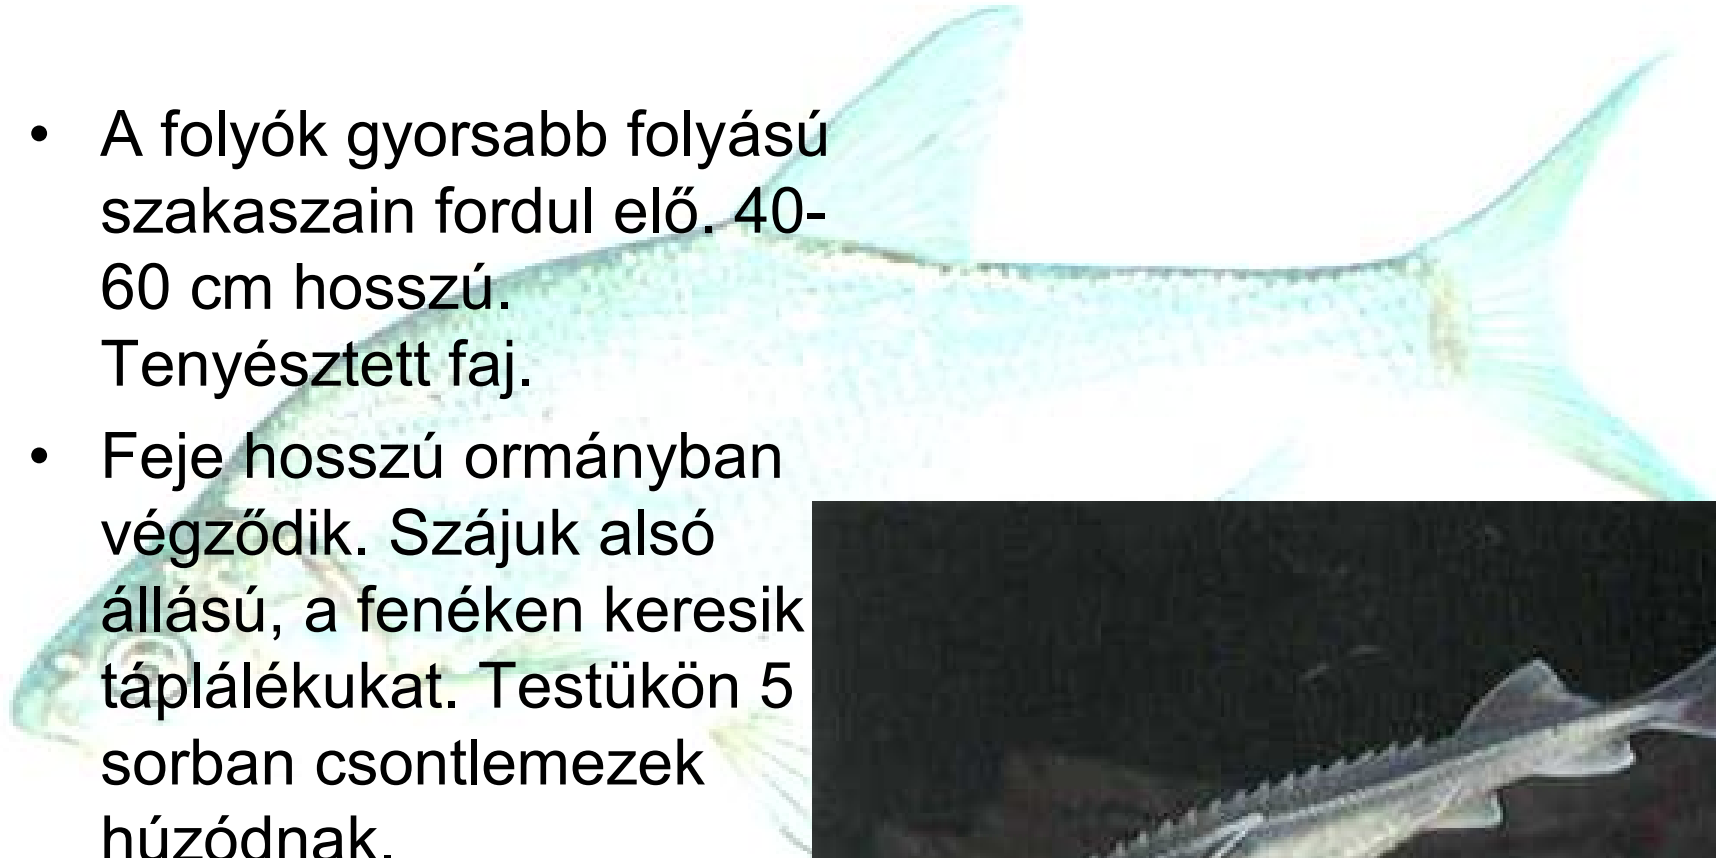 • A folyók gyorsabb folyású
szakaszain fordul elő. 40-
60 cm hosszú.
Tenyésztett faj.
• Feje hosszú ormányban
végződik. Szájuk alsó
állású, a fenéken keresik
táplálékukat. Testükön 5
sorban csontlemezek
húzódnak.